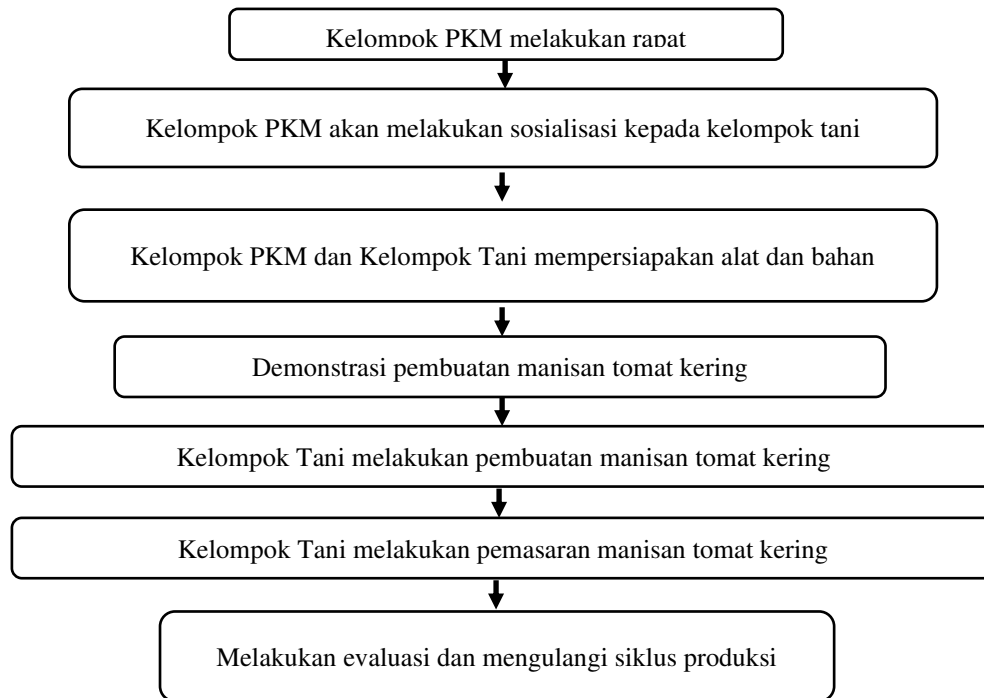 Kelompok PKM melakukan rapat
Kelompok PKM akan melakukan sosialisasi kepada kelompok tani
Kelompok PKM dan Kelompok Tani mempersiapakan alat dan bahan
Demonstrasi pembuatan manisan tomat kering
Kelompok Tani melakukan pembuatan manisan tomat kering
Kelompok Tani melakukan pemasaran manisan tomat kering
Melakukan evaluasi dan mengulangi siklus produksi